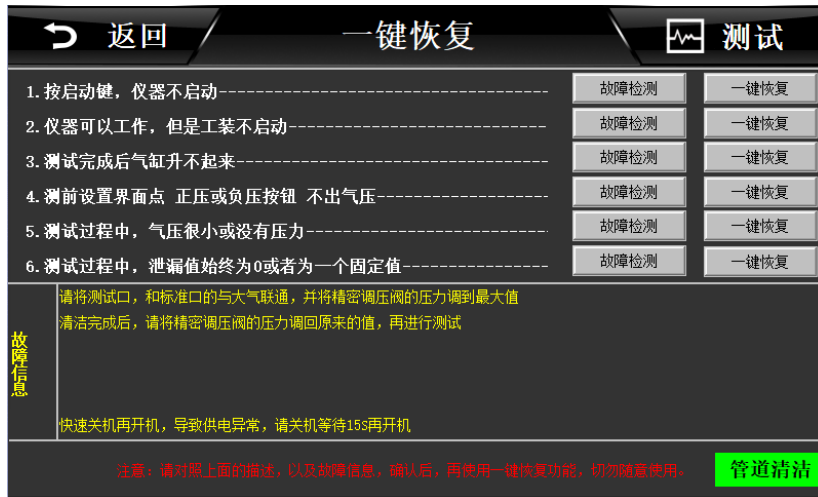 返回
一键恢复
测试
1.按启动键，仪器不启动----------------------------------- 故障检测 一键恢复
2.仪器可以工作，但是工装不启动--------------------------- 故障检测 一键恢复
3.测试完成后气缸升不起来--------------------------------- 故障检测 一键恢复
4.测前设置界面点 正压或负压按钮 不出气压------------------ 故障检测 一键恢复
5.测试过程中，气压很小或没有压力-------------------------- 故障检测 一键恢复
6.测试过程中，泄漏值始终为0或者为一个固定值--------------- 故障检测 一键恢复
故障信息
请将测试口，和标准口的与大气联通，并将精密调压阀的压力调到最大值
清洁完成后，请将精密调压阀的压力调回原来的值，再进行测试
快速关机再开机，导致供电异常，请关机等待15S再开机
注意：请对照上面的描述，以及故障信息，确认后，再使用一键恢复功能，切勿随意使用。
管道清洁